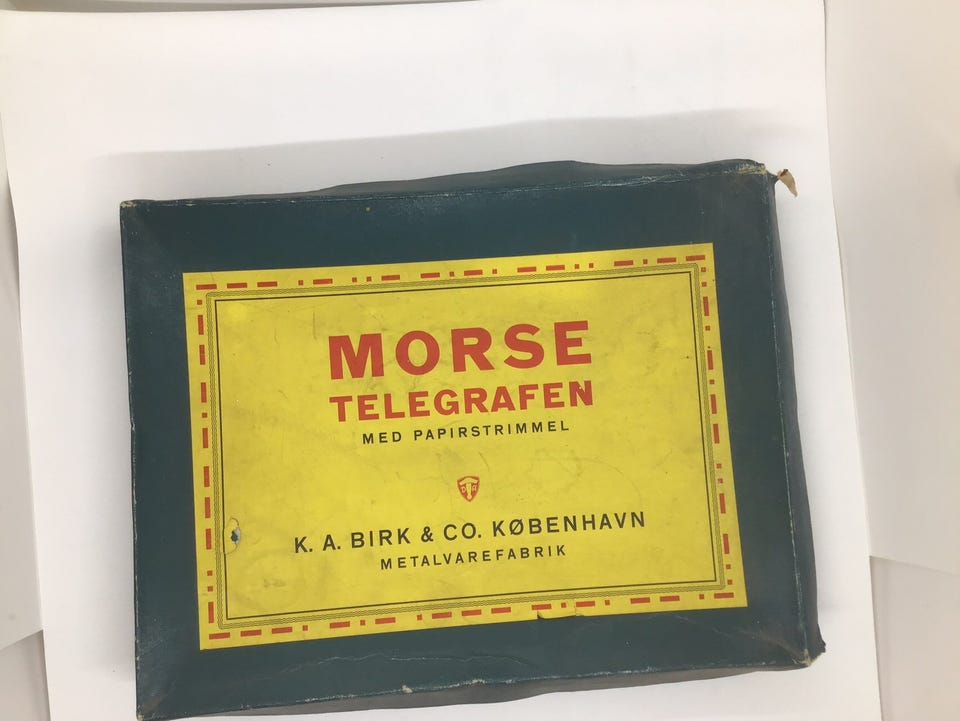 MORSE
TELEGRAFEN
MED PAPIRSTRIMMEL
K. A. BIRK & CO. KØBENHAVN
METALVAREFABRIK